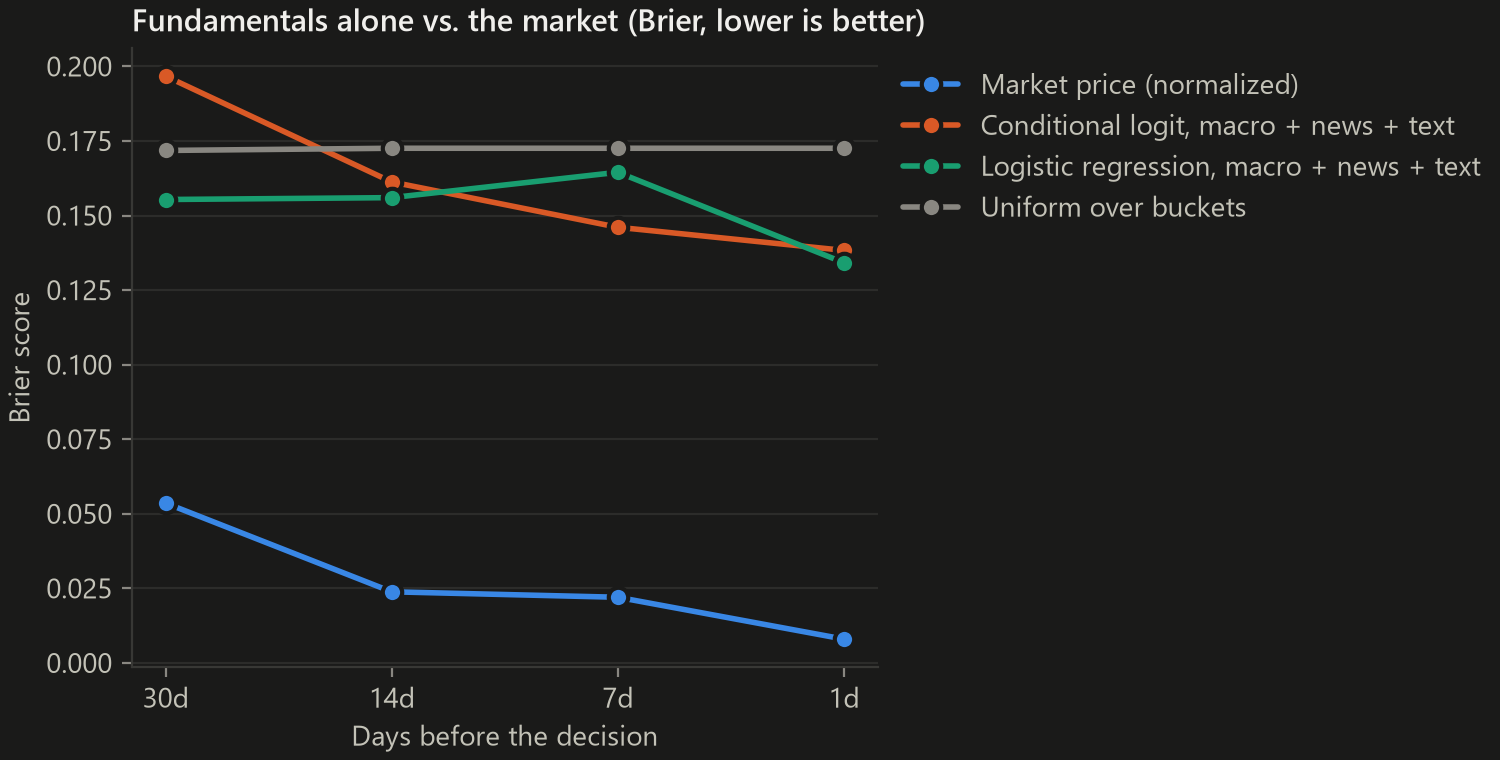 Fundamentals alone vs. the market (Brier, lower is better)
Market price (normalized)
Conditional logit, macro + news + text
Logistic regression, macro + news + text
Uniform over buckets
Brier score
0.200
0.175
0.150
0.125
0.100
0.075
0.050
0.025
0.000
30d 14d 7d 1d
Days before the decision